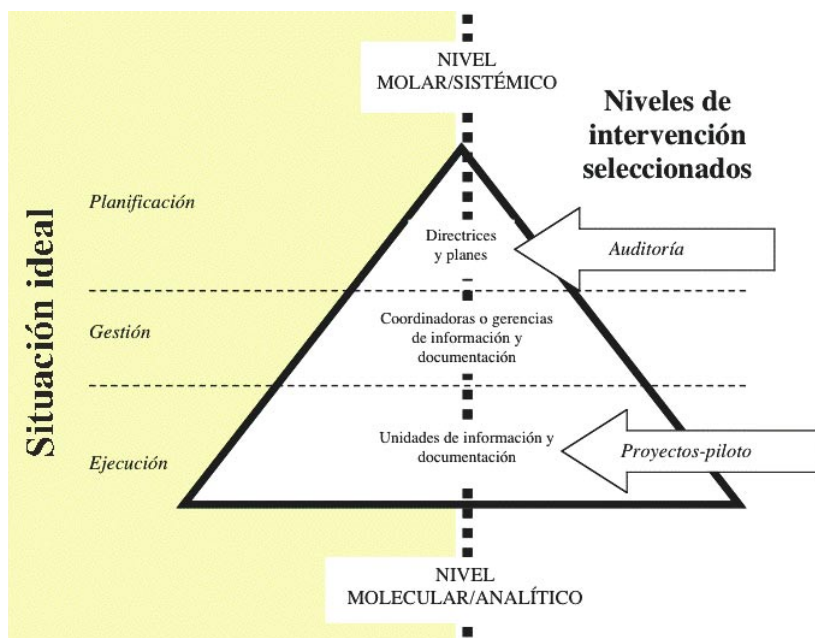 NIVEL
MOLAR/SISTÉMICO
Niveles de
intervención
seleccionados
Situación ideal
Planificación
Directrices
y planes
Auditoría
Gestión
Coordinadoras o gerencias
de información y
documentación
Ejecución
Unidades de información y
documentación
Proyectos-piloto
NIVEL
MOLECULAR/ANALÍTICO